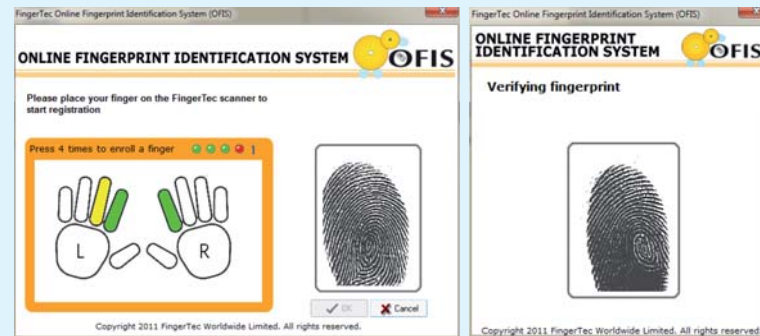 FingerTec Online Fingerprint Identification System (OFIS)
ONLINE FINGERPRINT IDENTIFICATION SYSTEM
OFIS
Please place your finger on the FingerTec scanner to
start registration
Press 4 times to enroll a finger 1
L
R
OK
Cancel
Copyright 2011 FingerTec Worldwide Limited. All rights reserved.
FingerTec Online Fingerprint Identification System (OFIS)
ONLINE FINGERPRINT
IDENTIFICATION SYSTEM
OFIS
Verifying fingerprint
Copyright 2011 FingerTec Worldwide Limited. All rights reserved.